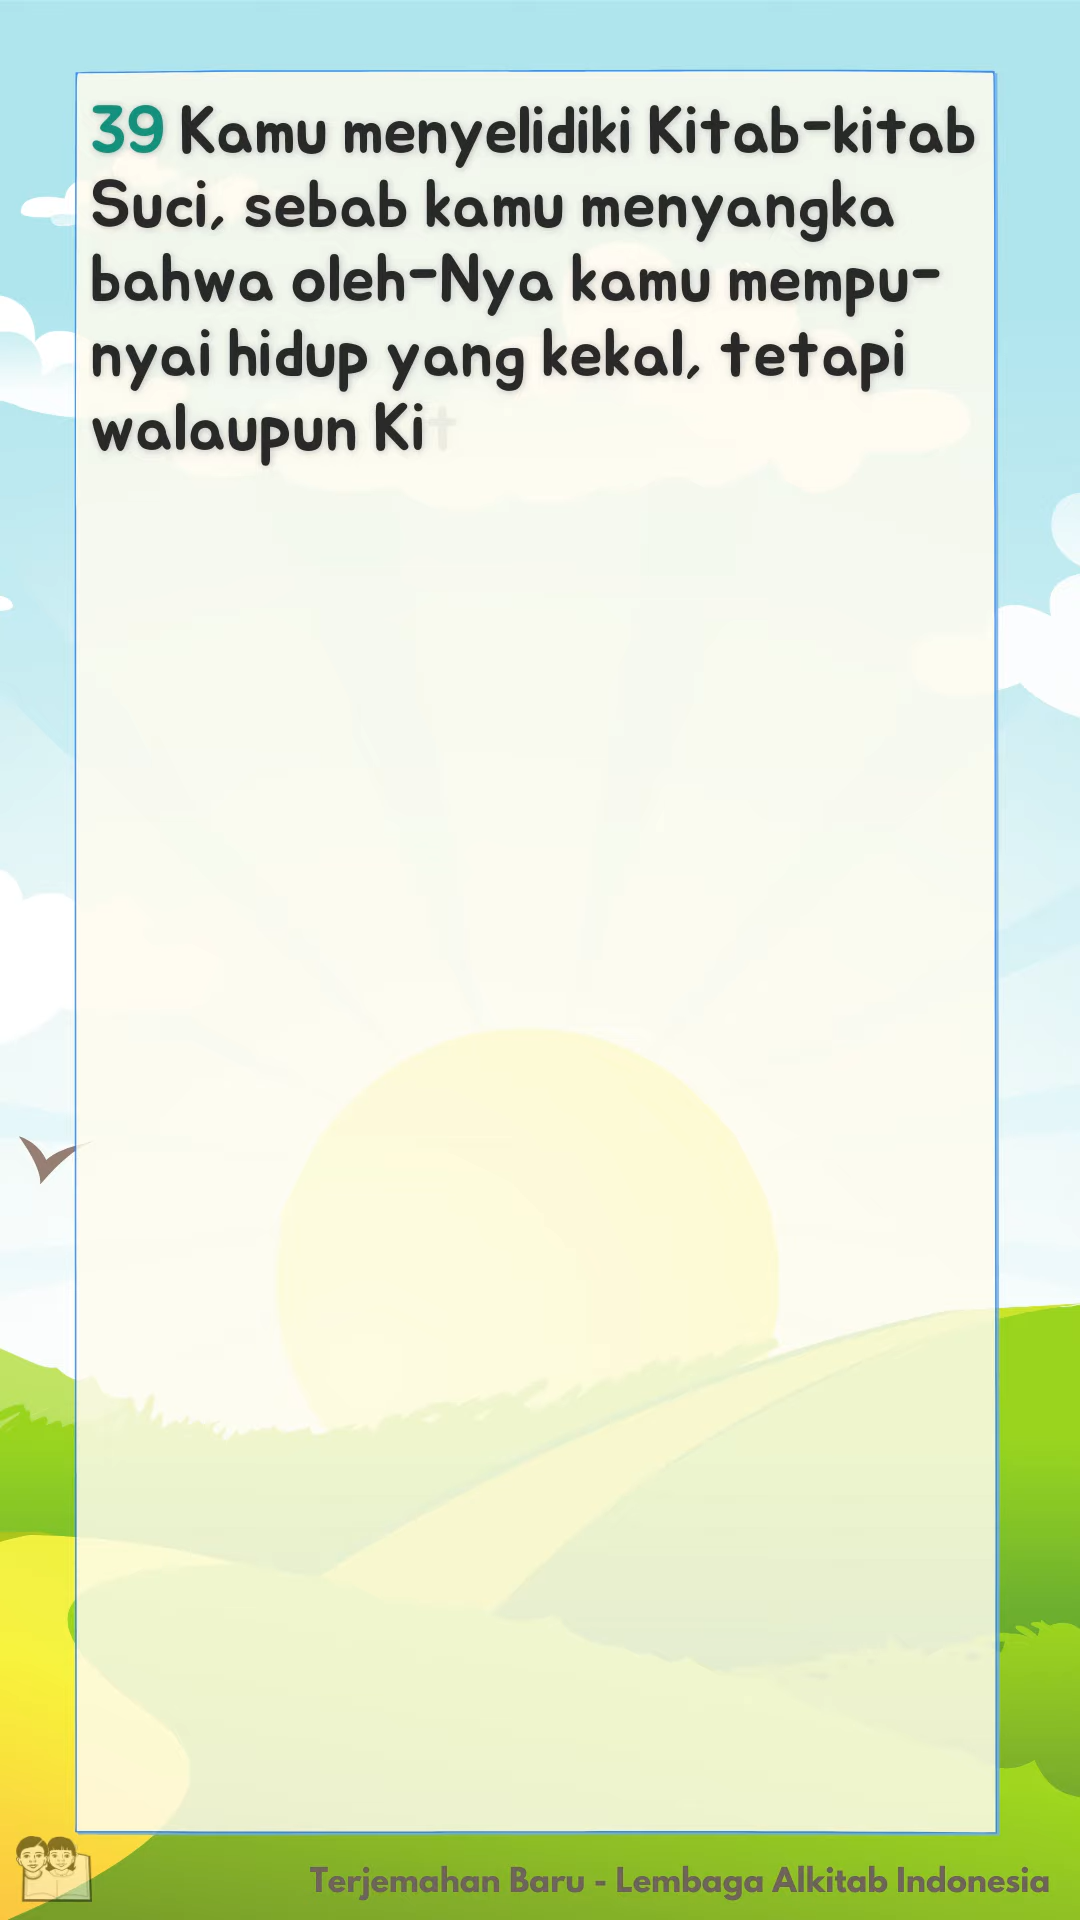 39 Kamu menyelidiki Kitab-kitab
Suci, sebab kamu menyangka
bahwa oleh-Nya kamu mempu-
nyai hidup yang kekal, tetapi
walaupun Kit
Terjemahan Baru - Lembaga Alkitab Indonesia